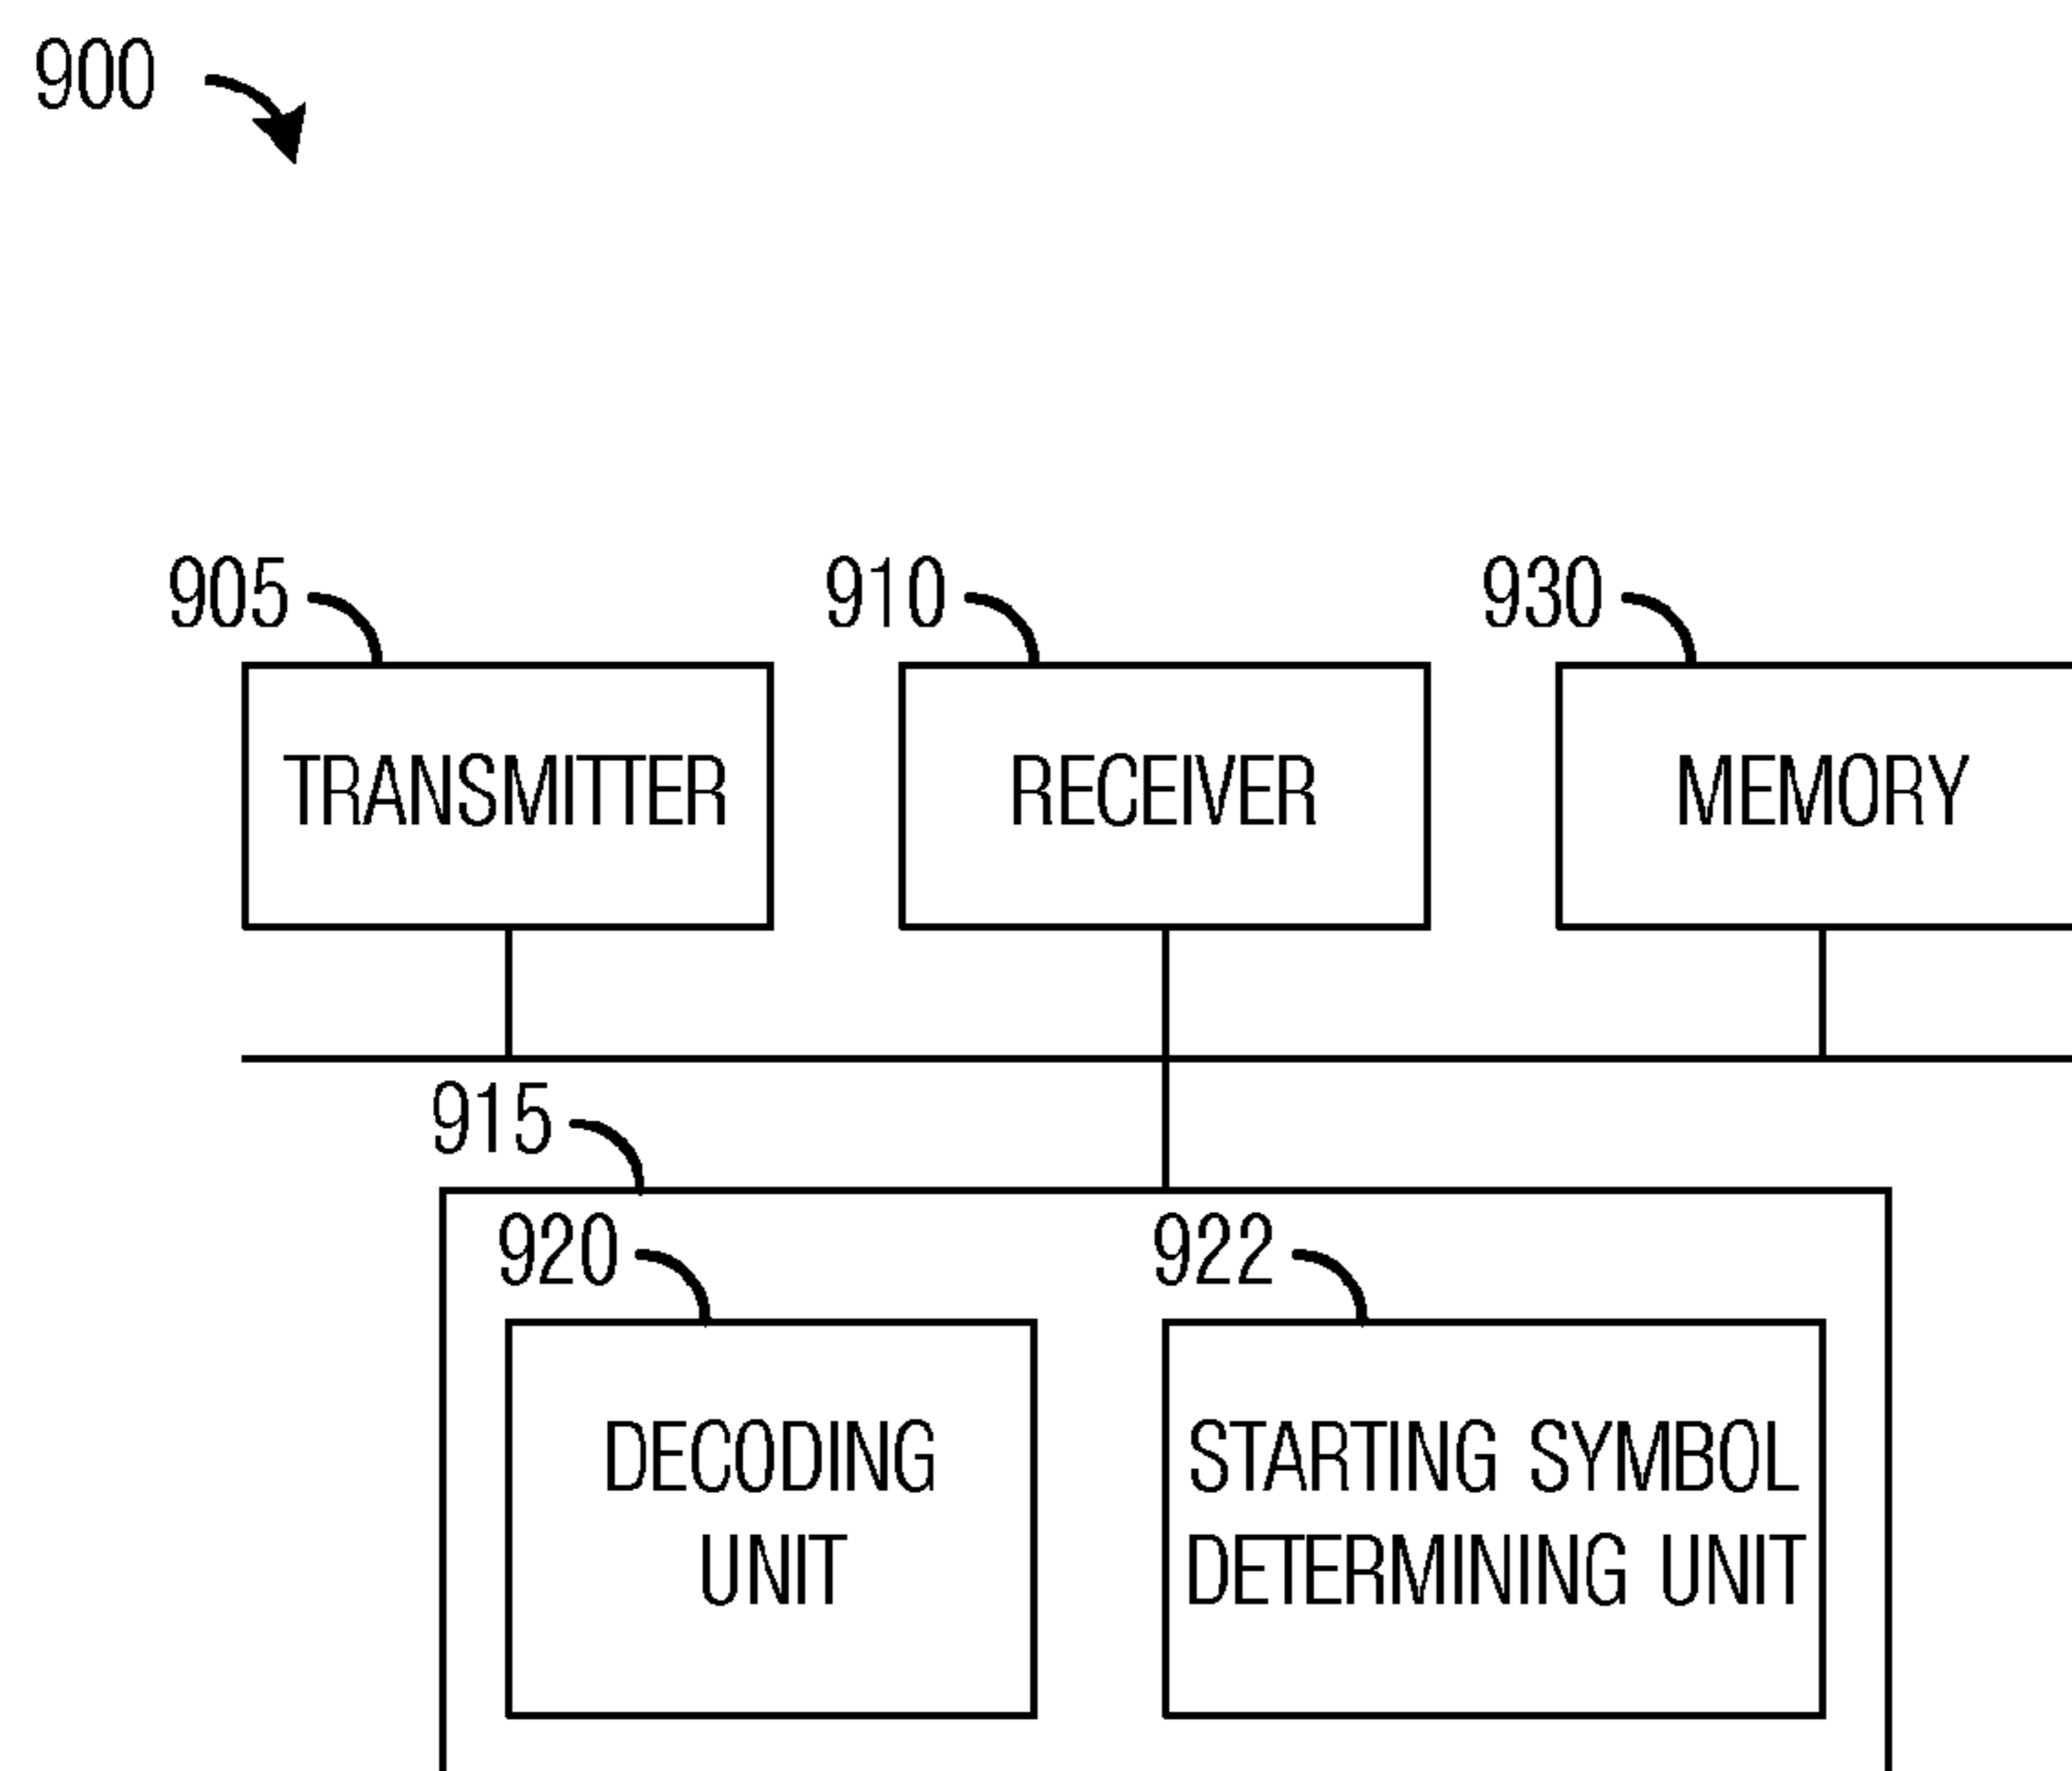 900
905
910
930
TRANSMITTER
RECEIVER
MEMORY
915
920
922
DECODING
UNIT
STARTING SYMBOL
DETERMINING UNIT